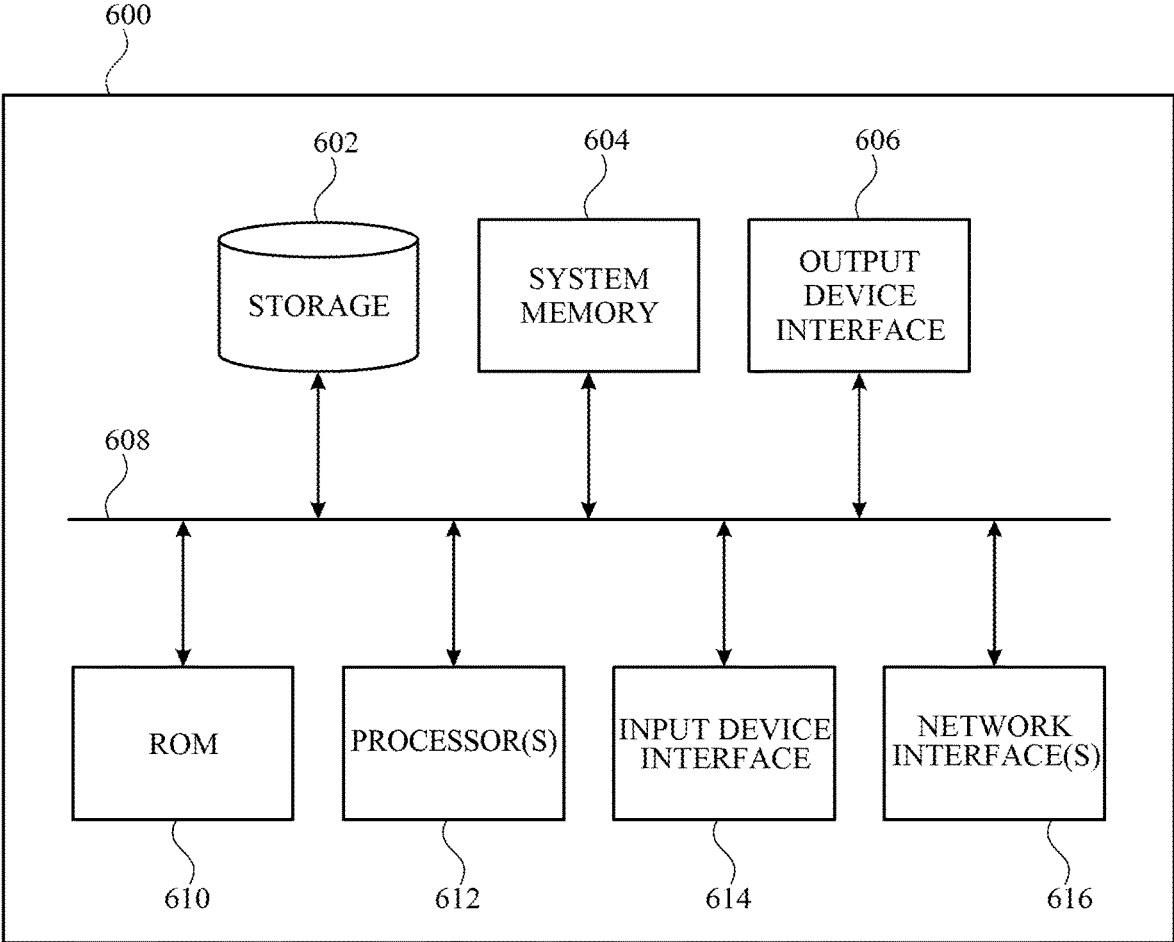 600
602
604
606
STORAGE
SYSTEM
MEMORY
OUTPUT
DEVICE
INTERFACE
608
ROM
PROCESSOR(S)
INPUT DEVICE
INTERFACE
NETWORK
INTERFACE(S)
610
612
614
616